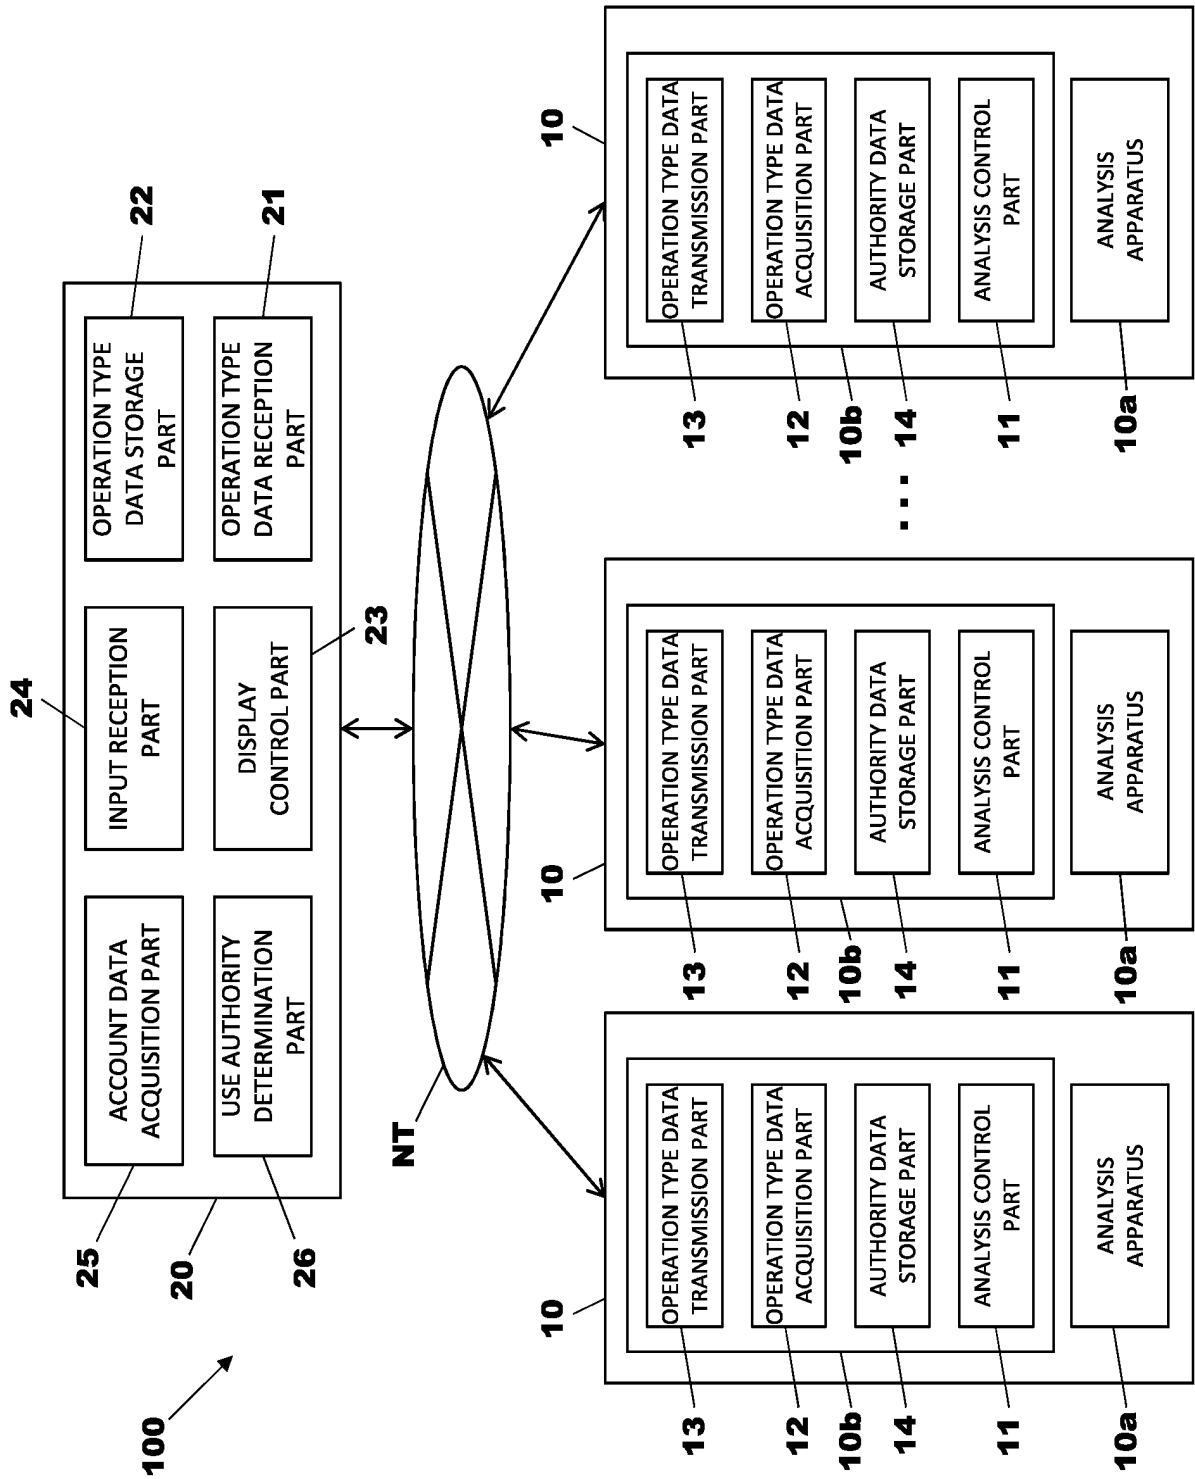 100
20
25
ACCOUNT DATA
ACQUISITION PART
24
INPUT RECEPTION
PART
22
OPERATION TYPE
DATA STORAGE
PART
26
USE AUTHORITY
DETERMINATION
PART
23
DISPLAY
CONTROL PART
21
OPERATION TYPE
DATA RECEPTION
PART
NT
10
13
OPERATION TYPE DATA
TRANSMISSION PART
12
OPERATION TYPE DATA
ACQUISITION PART
10b
14
AUTHORITY DATA
STORAGE PART
11
ANALYSIS CONTROL
PART
10a
ANALYSIS
APPARATUS
10
13
OPERATION TYPE DATA
TRANSMISSION PART
12
OPERATION TYPE DATA
ACQUISITION PART
10b
14
AUTHORITY DATA
STORAGE PART
11
ANALYSIS CONTROL
PART
10a
ANALYSIS
APPARATUS
...
10
13
OPERATION TYPE DATA
TRANSMISSION PART
12
OPERATION TYPE DATA
ACQUISITION PART
10b
14
AUTHORITY DATA
STORAGE PART
11
ANALYSIS CONTROL
PART
10a
ANALYSIS
APPARATUS